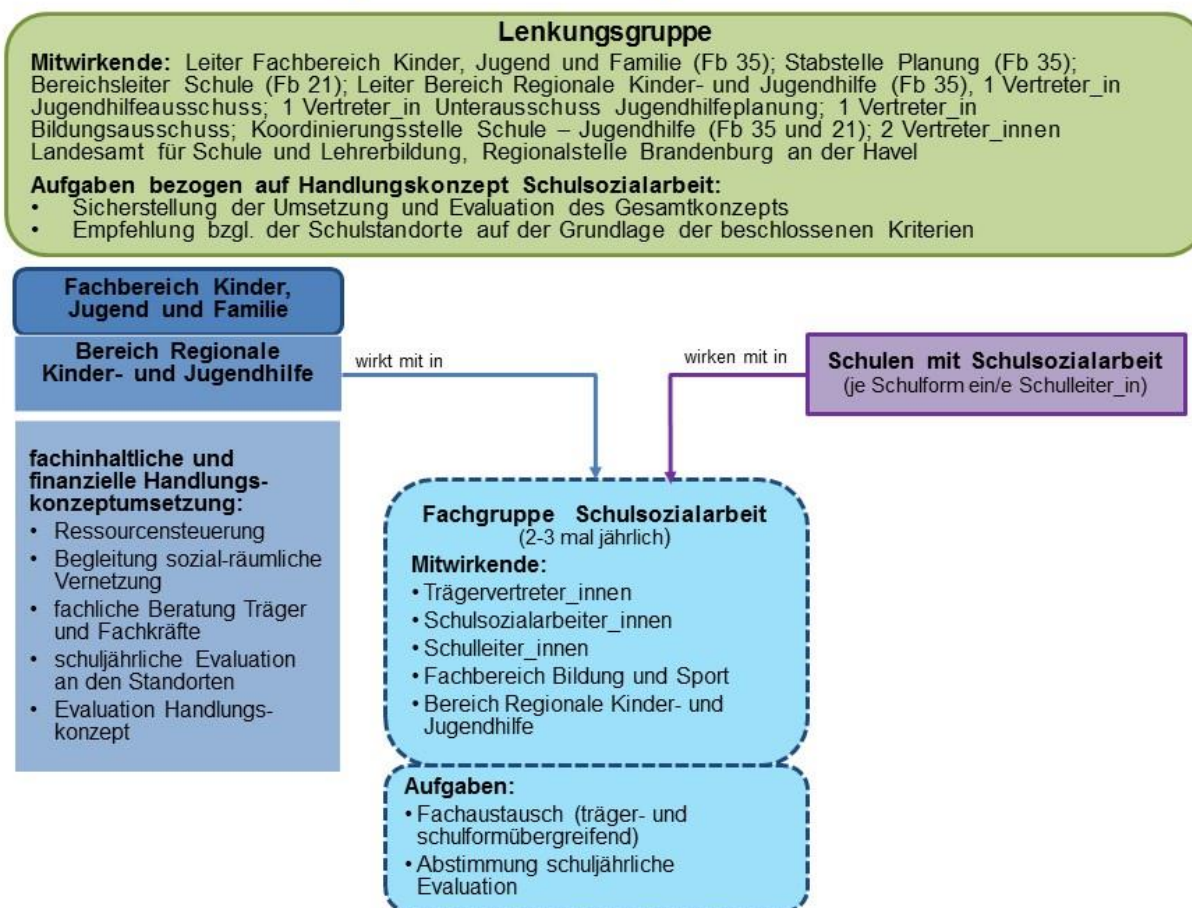 Lenkungsgruppe
Mitwirkende: Leiter Fachbereich Kinder, Jugend und Familie (Fb 35); Stabstelle Planung (Fb 35);
Bereichsleiter Schule (Fb 21); Leiter Bereich Regionale Kinder- und Jugendhilfe (Fb 35), 1 Vertreter_in
Jugendhilfeausschuss; 1 Vertreter_in Unterausschuss Jugendhilfeplanung; 1 Vertreter_in
Bildungsausschuss; Koordinierungsstelle Schule – Jugendhilfe (Fb 35 und 21); 2 Vertreter_innen
Landesamt für Schule und Lehrerbildung, Regionalstelle Brandenburg an der Havel
Aufgaben bezogen auf Handlungskonzept Schulsozialarbeit:
• Sicherstellung der Umsetzung und Evaluation des Gesamtkonzepts
• Empfehlung bzgl. der Schulstandorte auf der Grundlage der beschlossenen Kriterien
Fachbereich Kinder,
Jugend und Familie
Bereich Regionale
Kinder- und Jugendhilfe
wirkt mit in
wirken mit in
Schulen mit Schulsozialarbeit
(je Schulform ein/e Schulleiter_in)
fachinhaltliche und
finanzielle Handlungs-
konzeptumsetzung:
• Ressourcensteuerung
• Begleitung sozial-räumliche
Vernetzung
• fachliche Beratung Träger
und Fachkräfte
• schuljährliche Evaluation
an den Standorten
• Evaluation Handlungs-
konzept
Fachgruppe Schulsozialarbeit
(2-3 mal jährlich)
Mitwirkende:
• Trägervertreter_innen
• Schulsozialarbeiter_innen
• Schulleiter_innen
• Fachbereich Bildung und Sport
• Bereich Regionale Kinder- und
Jugendhilfe
Aufgaben:
• Fachaustausch (träger- und
schulformübergreifend)
• Abstimmung schuljährliche
Evaluation